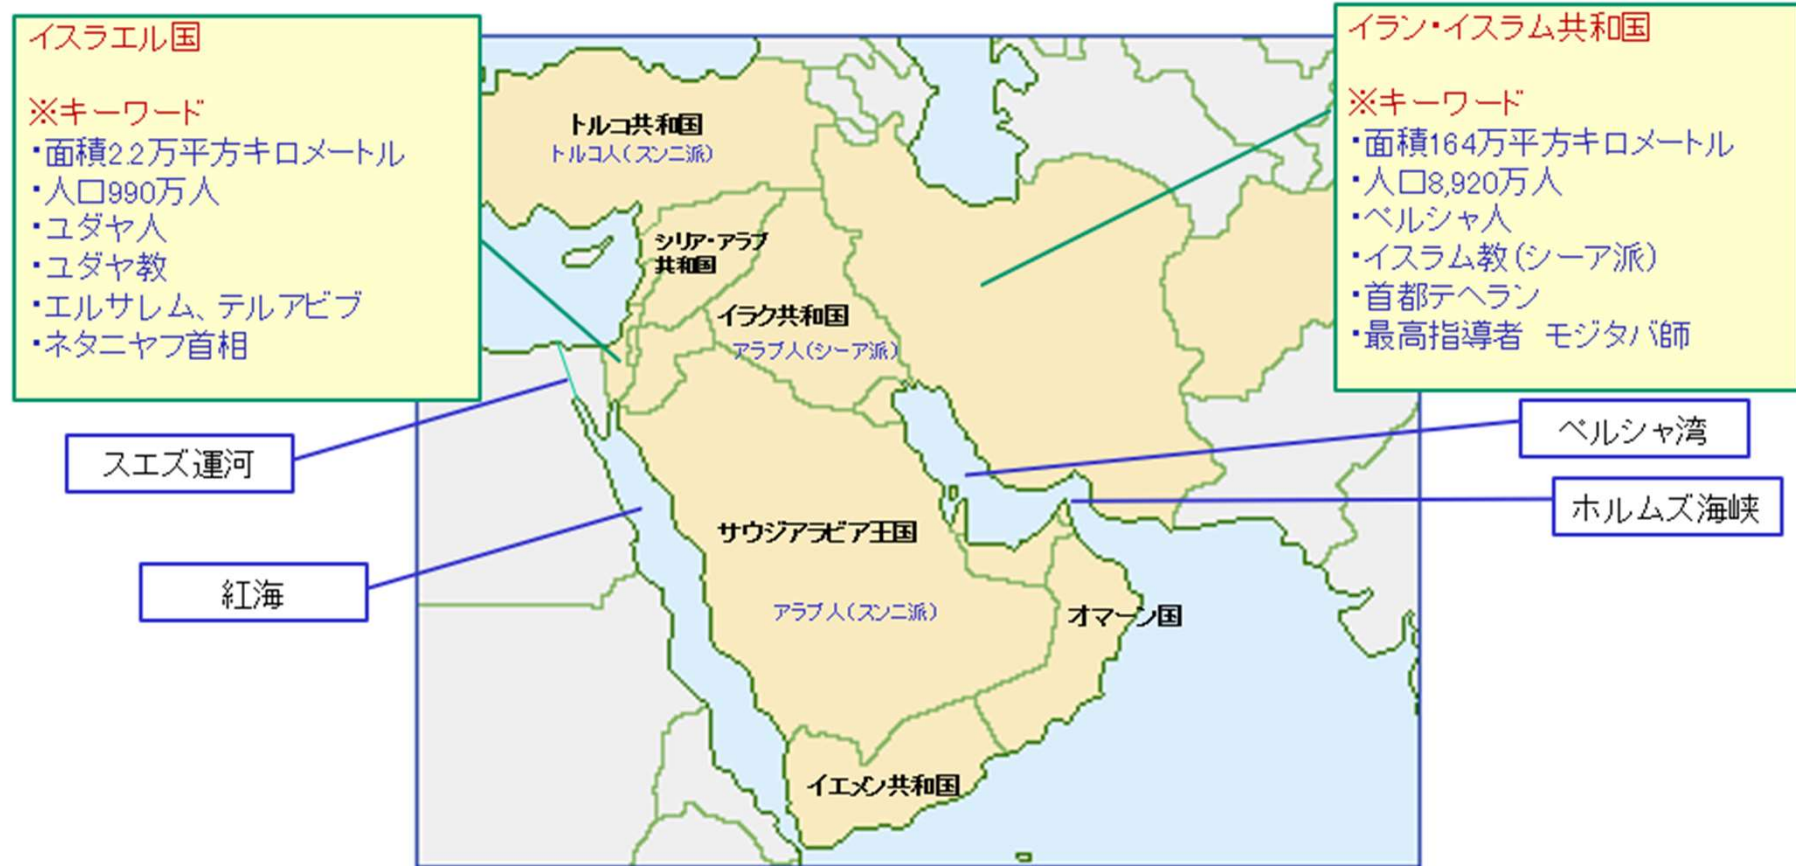 イスラエル国
※キーワード
・面積2.2万平方キロメートル
・人口990万人
・ユダヤ人
・ユダヤ教
・エルサレム、テルアビブ
・ネタニヤフ首相
イラン・イスラム共和国
※キーワード
・面積164万平方キロメートル
・人口8,920万人
・ペルシャ人
・イスラム教(シーア派)
・首都テヘラン
・最高指導者　モジタバ師
トルコ共和国
トルコ人(スンニ派)
シリア・アラブ
共和国
イラク共和国
アラブ人(シーア派)
スエズ運河
ペルシャ湾
ホルムズ海峡
サウジアラビア王国
紅海
アラブ人(スンニ派)
オマーン国
イエメン共和国